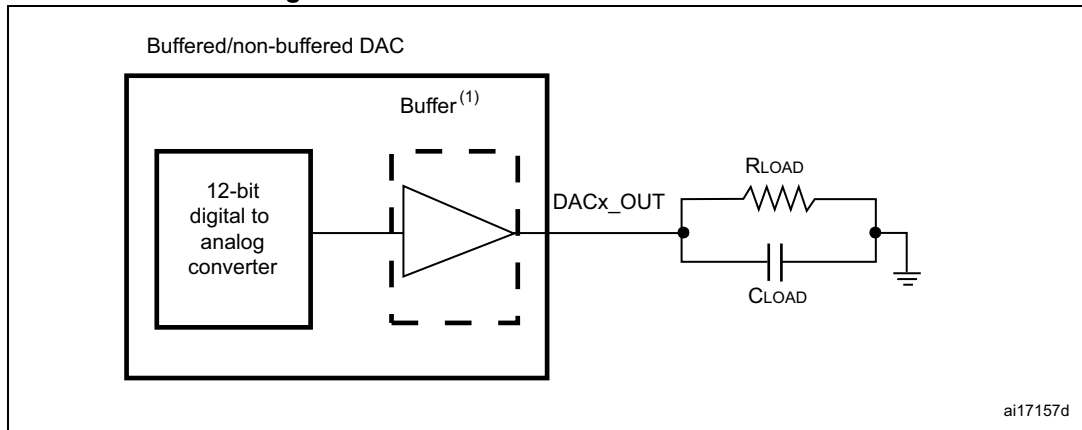 Buffered/non-buffered DAC
Buffer(1)
12-bit
digital to
analog
converter
DACx_OUT
RLOAD
CLOAD
ai17157d